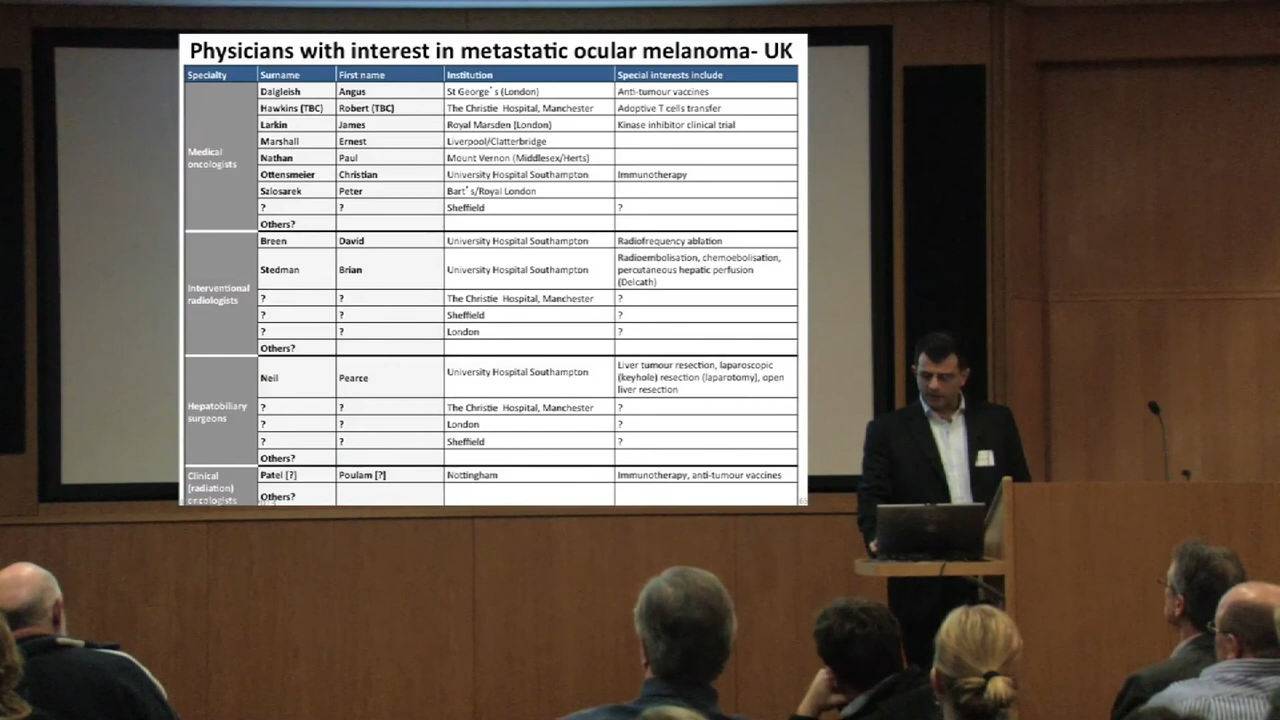 Physicians with interest in metastatic ocular melanoma- UK
Specialty Surname First name Institution Special interests include
Medical oncologists
Dalgleish Angus St George's (London) Anti-tumour vaccines
Hawkins (TBC) Robert (TBC) The Christie Hospital, Manchester Adoptive T cells transfer
Larkin James Royal Marsden (London) Kinase inhibitor clinical trial
Marshall Ernest Liverpool/Clatterbridge
Nathan Paul Mount Vernon (Middlesex/Herts)
Ottensmeier Christian University Hospital Southampton Immunotherapy
Szlosarek Peter Bart's/Royal London
? ? Sheffield ?
Others?
Interventional radiologists
Breen David University Hospital Southampton Radiofrequency ablation
Stedman Brian University Hospital Southampton Radioembolisation, chemoebolisation,
percutaneous hepatic perfusion
(Delcath)
? ? The Christie Hospital, Manchester ?
? ? Sheffield ?
? ? London ?
Others?
Hepatobiliary surgeons
Neil Pearce University Hospital Southampton Liver tumour resection, laparoscopic
(keyhole) resection (laparotomy), open
liver resection
? ? The Christie Hospital, Manchester ?
? ? London ?
? ? Sheffield ?
Others?
Clinical (radiation) oncologists
Patel [?] Poulam [?] Nottingham Immunotherapy, anti-tumour vaccines
Others?